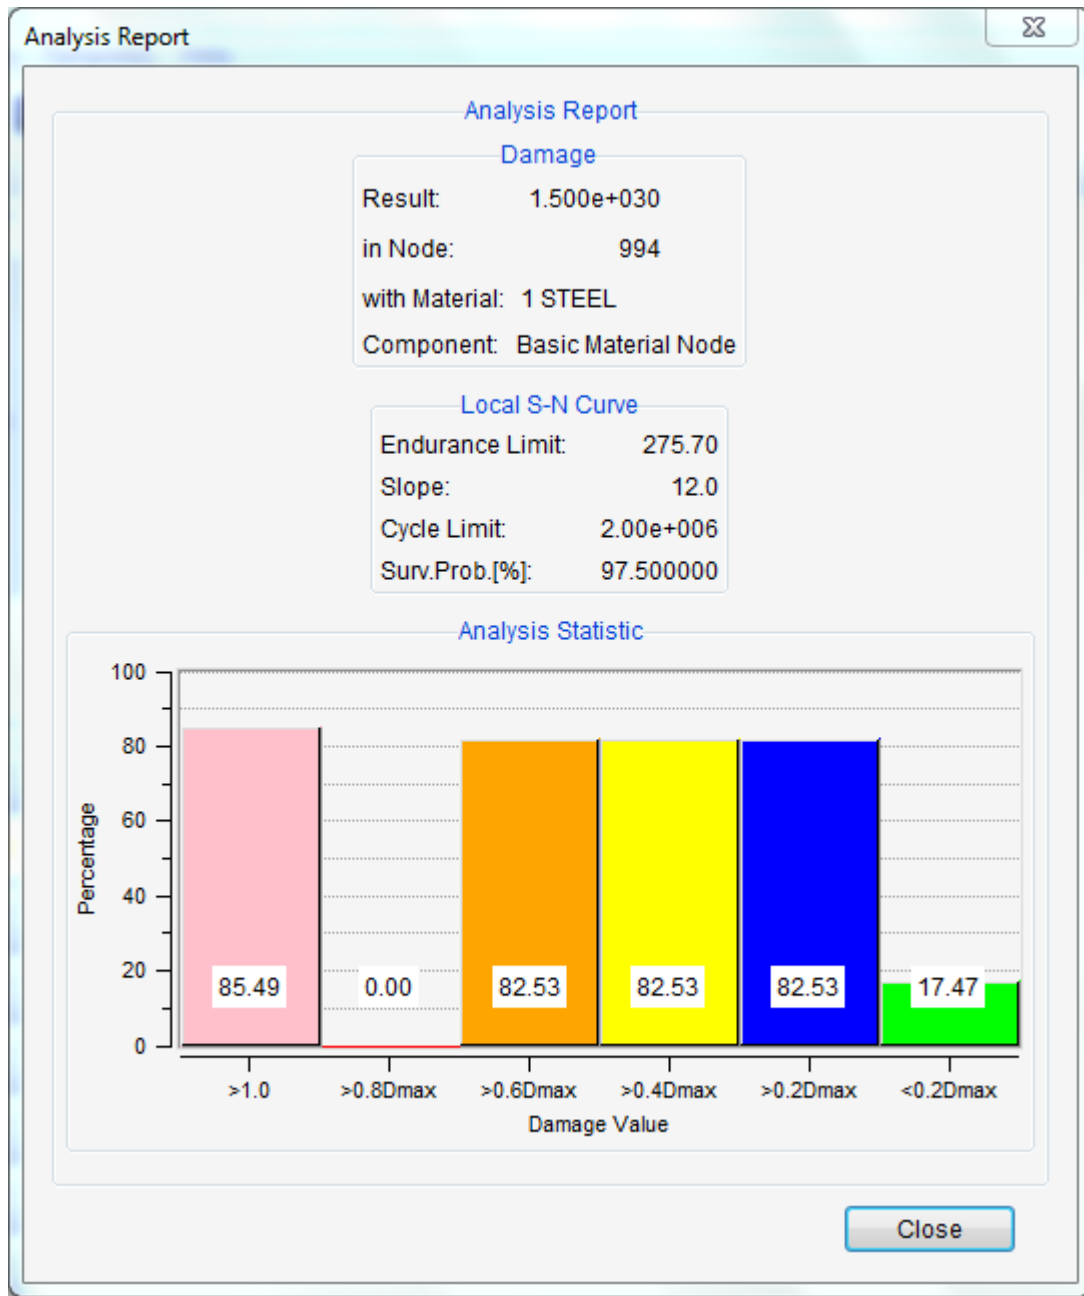 Analysis Report
Analysis Report
Damage
Result: 1.500e+030
in Node: 994
with Material: 1 STEEL
Component: Basic Material Node
Local S-N Curve
Endurance Limit: 275.70
Slope: 12.0
Cycle Limit: 2.00e+006
Surv.Prob.[%]: 97.500000
Analysis Statistic
100
80
60
40
20
0
Percentage
85.49 0.00 82.53 82.53 82.53 17.47
>1.0 >0.8Dmax >0.6Dmax >0.4Dmax >0.2Dmax <0.2Dmax
Damage Value
Close